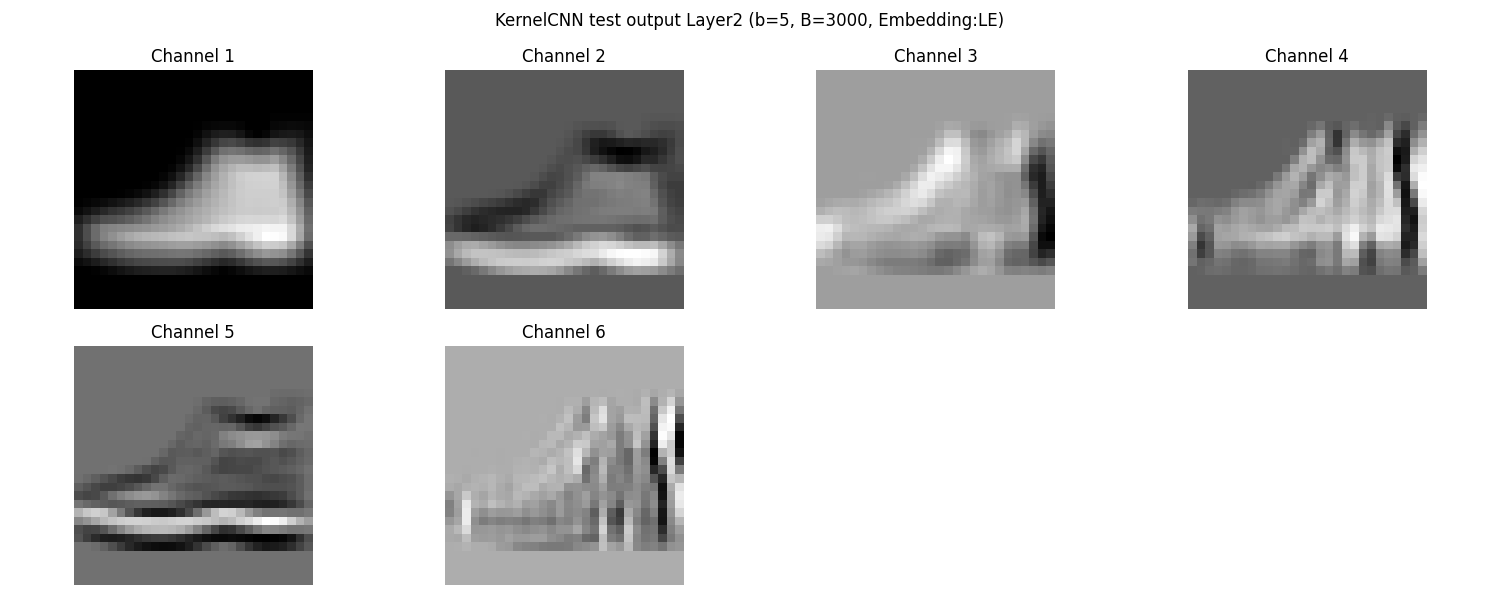 KernelCNN test output Layer2 (b=5, B=3000, Embedding:LE)
Channel 1
Channel 2
Channel 3
Channel 4
Channel 5
Channel 6